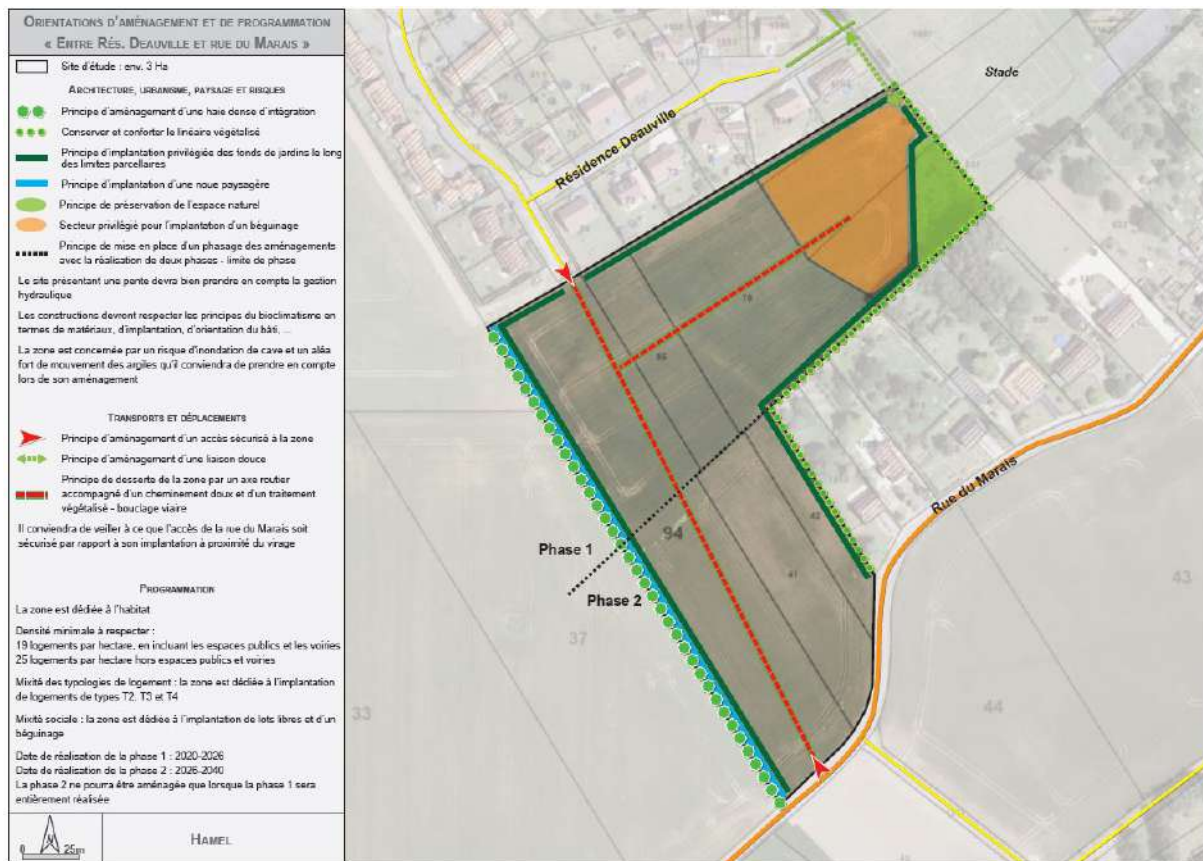 ORIENTATIONS D'AMÉNAGEMENT ET DE PROGRAMMATION
« ENTRE RÉS. DEAUVILLE ET RUE DU MARAIS »
Site d'étude : env. 3 Ha
ARCHITECTURE, URBANISME, PAYSAGE ET RISQUES
Principe d'aménagement d'une haie dense d'intégration
Conserver et conforter le linéaire végétalisé
Principe d'implantation privilégiée des fonds de jardins le long
des limites parcellaires
Principe d'implantation d'une noue paysagère
Principe de préservation de l'espace naturel
Secteur privilégié pour l'implantation d'un béguinage
Principe de mise en place d'un phasage des aménagements
avec la réalisation de deux phases - limite de phase
Le site présentant une pente devra bien prendre en compte la gestion
hydraulique
Les constructions devront respecter les principes du bioclimatisme en
termes de matériaux, d'implantation, d'orientation du bâti, ...
La zone est concernée par un risque d'inondation de cave et un aléa
fort de mouvement des argiles qu'il conviendra de prendre en compte
lors de son aménagement
TRANSPORTS ET DÉPLACEMENTS
Principe d'aménagement d'un accès sécurisé à la zone
Principe d'aménagement d'une liaison douce
Principe de desserte de la zone par un axe routier
accompagné d'un cheminement doux et d'un traitement
végétalisé - bouclage viaire
Il conviendra de veiller à ce que l'accès de la rue du Marais soit
sécurisé par rapport à son implantation à proximité du virage
PROGRAMMATION
La zone est dédiée à l'habitat
Densité minimale à respecter :
19 logements par hectare, en incluant les espaces publics et les voiries
25 logements par hectare hors espaces publics et voiries
Mixité des typologies de logement : la zone est dédiée à l'implantation
de logements de types T2, T3 et T4
Mixité sociale : la zone est dédiée à l'implantation de lots libres et d'un
béguinage
Date de réalisation de la phase 1 : 2020-2026
Date de réalisation de la phase 2 : 2026-2040
La phase 2 ne pourra être aménagée que lorsque la phase 1 sera
entièrement réalisée
N
0 25m
HAMEL
Stade
Résidence Deauville
Rue du Marais
Phase 1
Phase 2
94
37
33
41
42
43
44